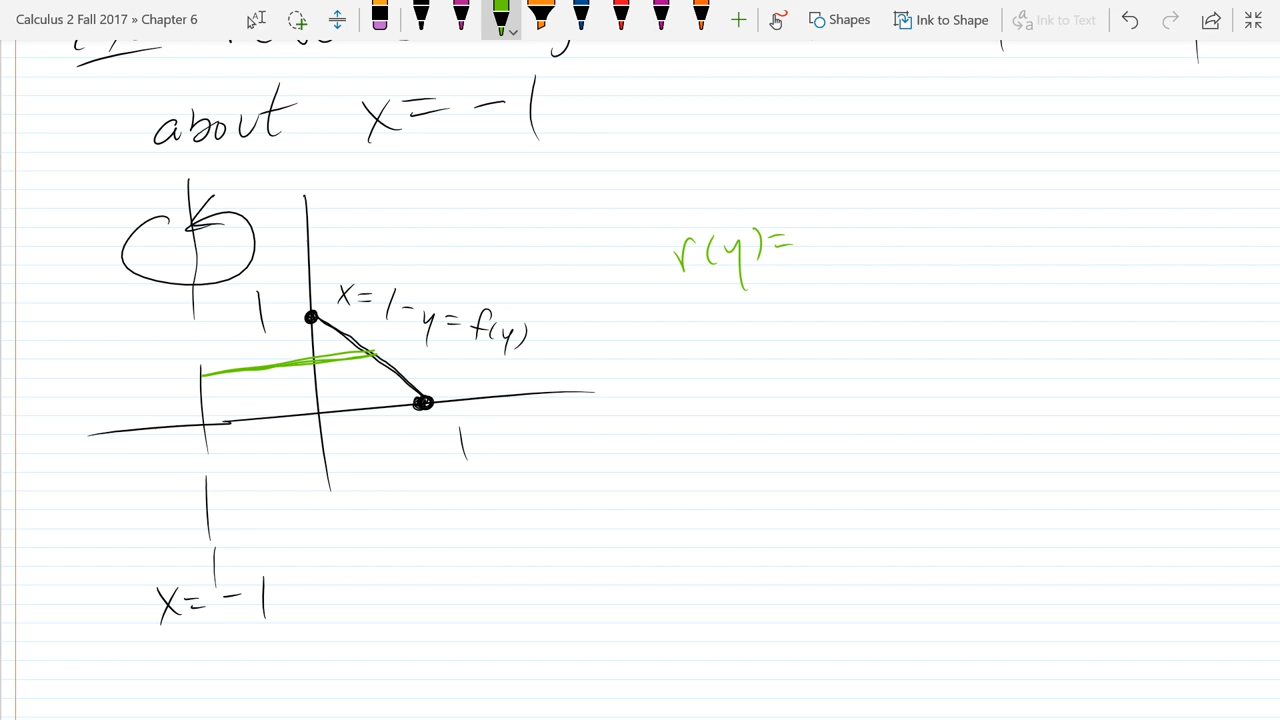 Calculus 2 Fall 2017 » Chapter 6
Shapes
Ink to Shape
Ink to Text
about x = -1
r(y) =
1
x = 1 - y = f(y)
1
x = -1